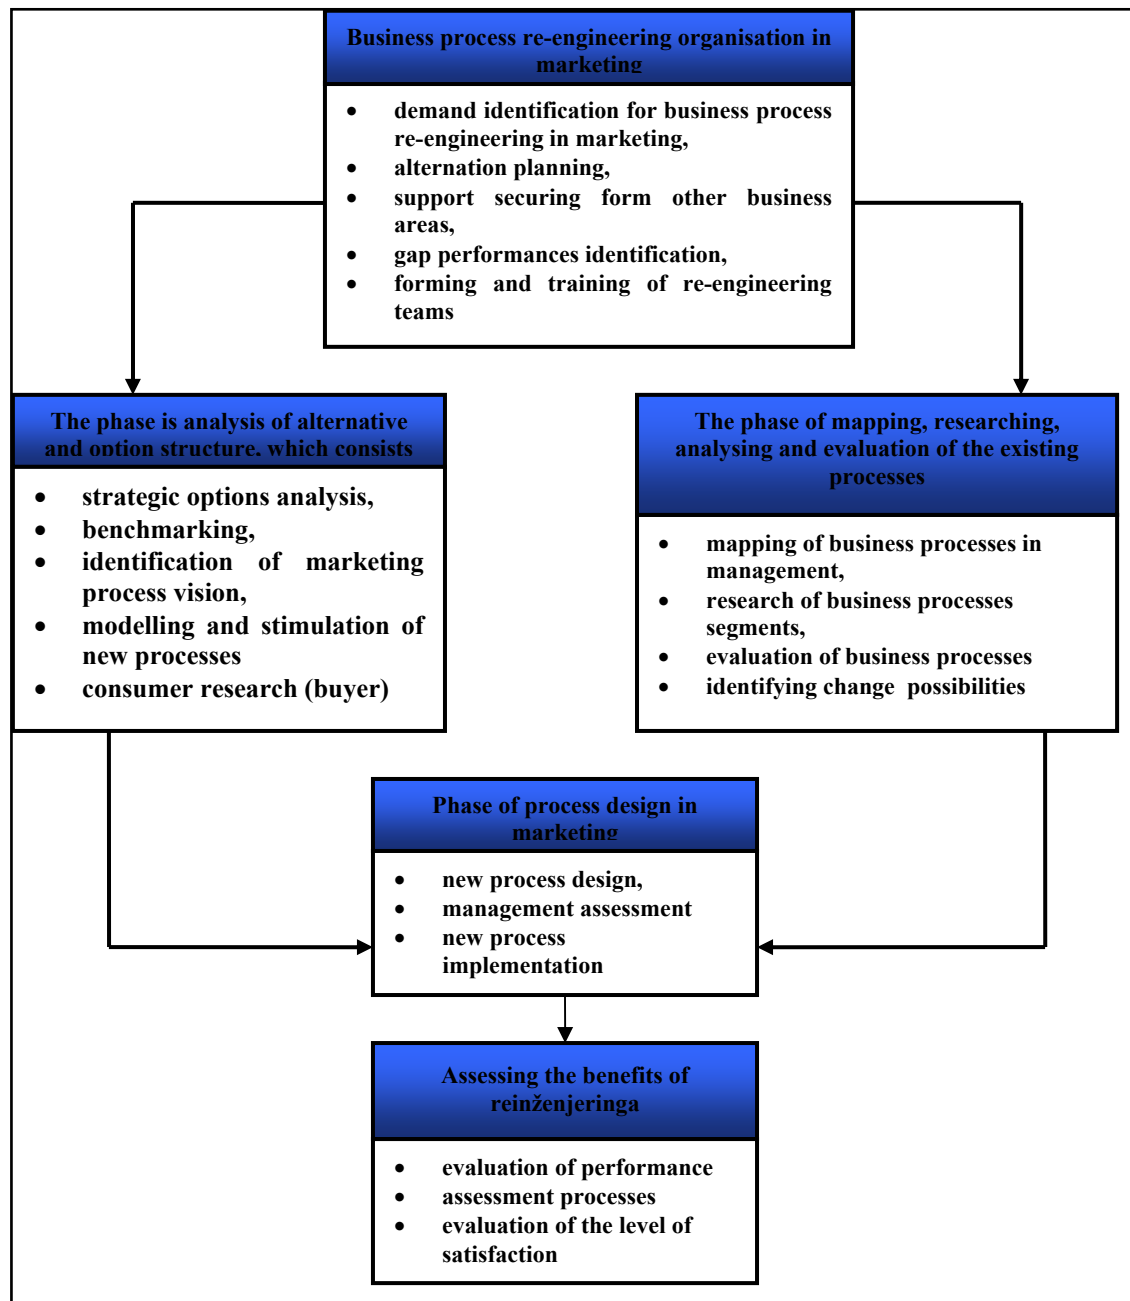 Business process re-engineering organisation in
marketing
• demand identification for business process
re-engineering in marketing,
• alternation planning,
• support securing form other business
areas,
• gap performances identification,
• forming and training of re-engineering
teams
The phase is analysis of alternative
and option structure, which consists
• strategic options analysis,
• benchmarking,
• identification of marketing
process vision,
• modelling and stimulation of
new processes
• consumer research (buyer)
The phase of mapping, researching,
analysing and evaluation of the existing
processes
• mapping of business processes in
management,
• research of business processes
segments,
• evaluation of business processes
• identifying change possibilities
Phase of process design in
marketing
• new process design,
• management assessment
• new process
implementation
Assessing the benefits of
reinženjeringa
• evaluation of performance
• assessment processes
• evaluation of the level of
satisfaction